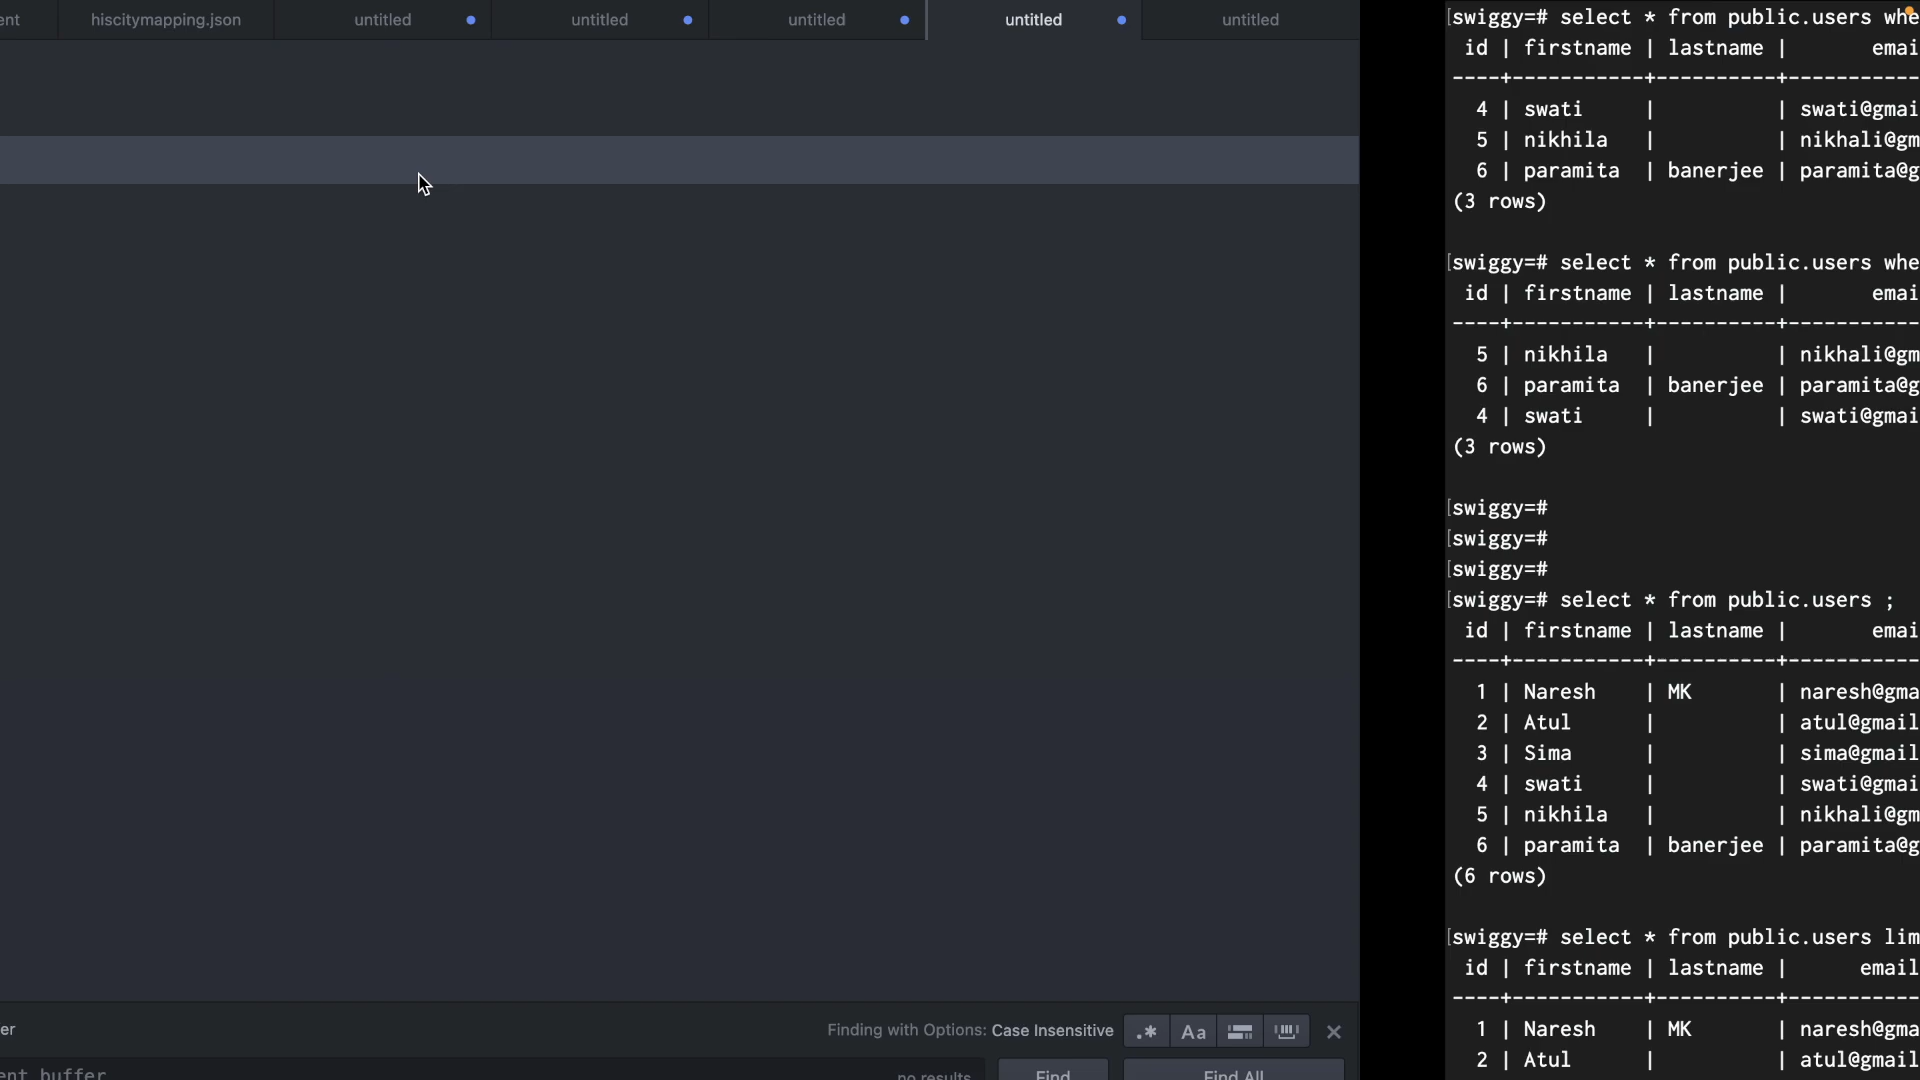 ent hiscitymapping.json untitled untitled untitled untitled untitled
er
Finding with Options: Case Insensitive .* Aa
ent buffer no results Find Find All
[swiggy=# select * from public.users whe
id | firstname | lastname | emai
----+-----------+----------+-----------
4 | swati | | swati@gmai
5 | nikhila | | nikhali@gm
6 | paramita | banerjee | paramita@g
(3 rows)
[swiggy=# select * from public.users whe
id | firstname | lastname | emai
----+-----------+----------+-----------
5 | nikhila | | nikhali@gm
6 | paramita | banerjee | paramita@g
4 | swati | | swati@gmai
(3 rows)
[swiggy=#
[swiggy=#
[swiggy=#
[swiggy=# select * from public.users ;
id | firstname | lastname | emai
----+-----------+----------+-----------
1 | Naresh | MK | naresh@gma
2 | Atul | | atul@gmail
3 | Sima | | sima@gmail
4 | swati | | swati@gmai
5 | nikhila | | nikhali@gm
6 | paramita | banerjee | paramita@g
(6 rows)
[swiggy=# select * from public.users lim
id | firstname | lastname | email
----+-----------+----------+-----------
1 | Naresh | MK | naresh@gma
2 | Atul | | atul@gmail